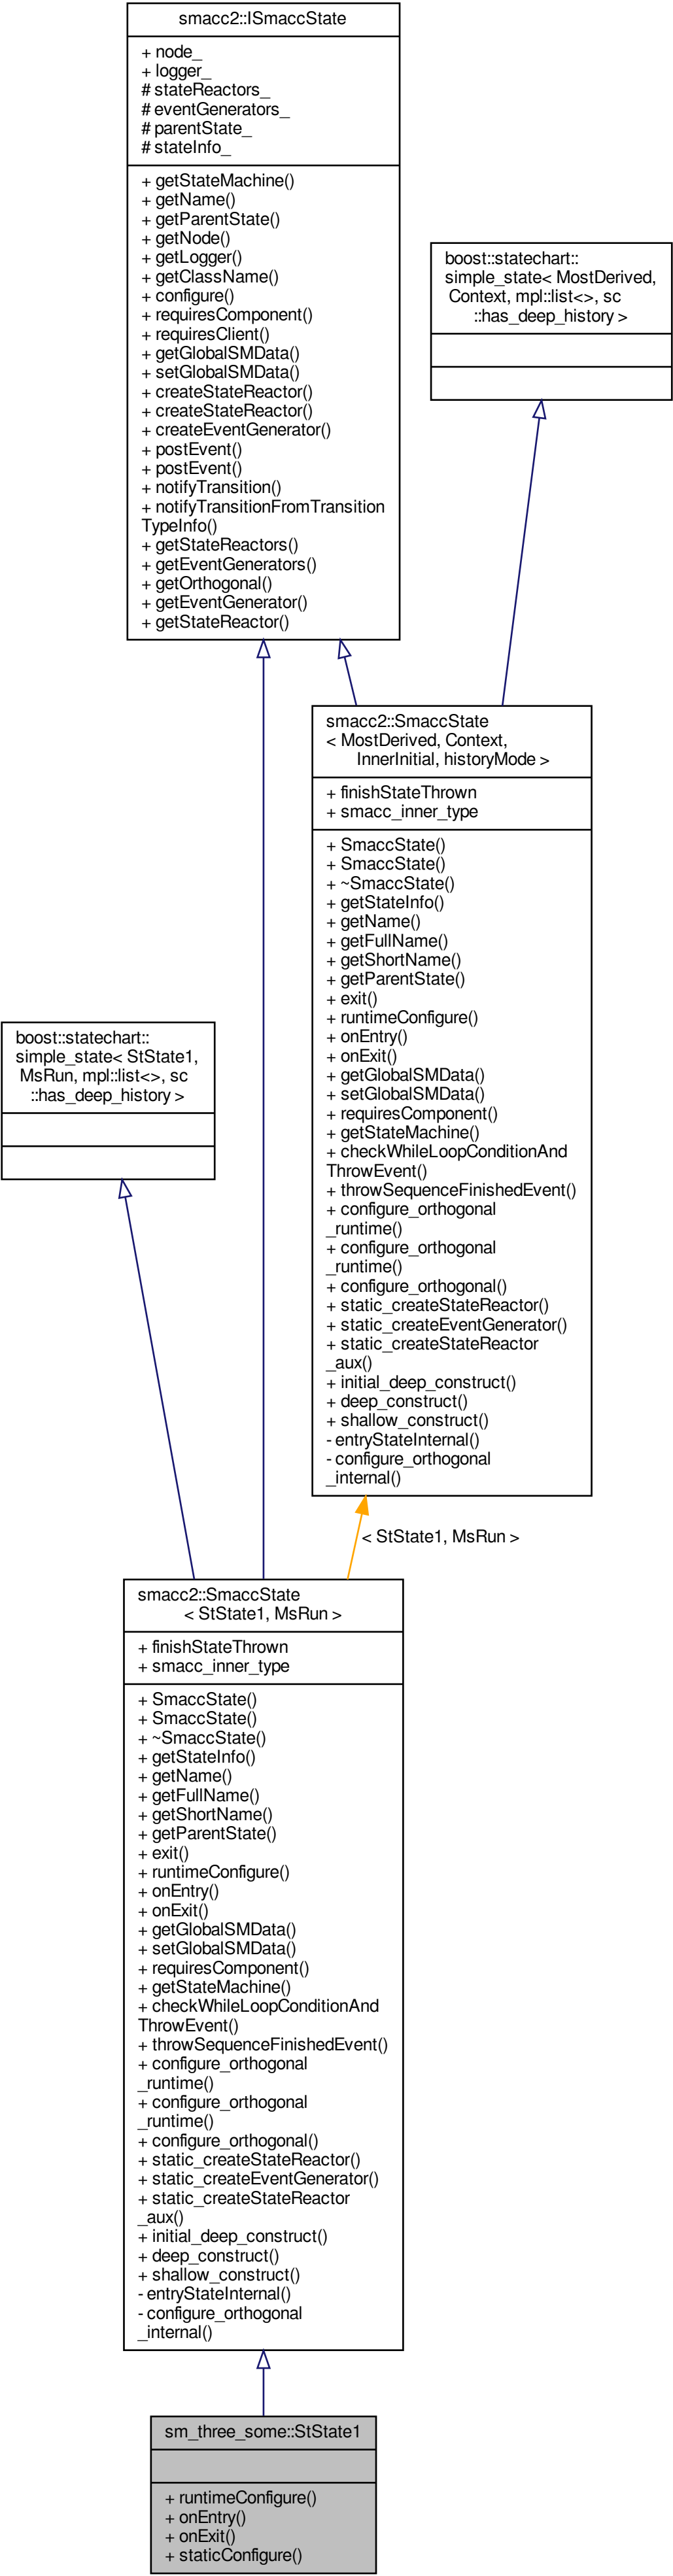 smacc2::ISmaccState
+ node_
+ logger_
# stateReactors_
# eventGenerators_
# parentState_
# stateInfo_
+ getStateMachine()
+ getName()
+ getParentState()
+ getNode()
+ getLogger()
+ getClassName()
+ configure()
+ requiresComponent()
+ requiresClient()
+ getGlobalSMData()
+ setGlobalSMData()
+ createStateReactor()
+ createStateReactor()
+ createEventGenerator()
+ postEvent()
+ postEvent()
+ notifyTransition()
+ notifyTransitionFromTransition
TypeInfo()
+ getStateReactors()
+ getEventGenerators()
+ getOrthogonal()
+ getEventGenerator()
+ getStateReactor()
boost::statechart::
simple_state< MostDerived,
Context, mpl::list<>, sc
::has_deep_history >
smacc2::SmaccState
< MostDerived, Context,
InnerInitial, historyMode >
+ finishStateThrown
+ smacc_inner_type
+ SmaccState()
+ SmaccState()
+ ~SmaccState()
+ getStateInfo()
+ getName()
+ getFullName()
+ getShortName()
+ getParentState()
+ exit()
+ runtimeConfigure()
+ onEntry()
+ onExit()
+ getGlobalSMData()
+ setGlobalSMData()
+ requiresComponent()
+ getStateMachine()
+ checkWhileLoopConditionAnd
ThrowEvent()
+ throwSequenceFinishedEvent()
+ configure_orthogonal
_runtime()
+ configure_orthogonal
_runtime()
+ configure_orthogonal()
+ static_createStateReactor()
+ static_createEventGenerator()
+ static_createStateReactor
_aux()
+ initial_deep_construct()
+ deep_construct()
+ shallow_construct()
- entryStateInternal()
- configure_orthogonal
_internal()
boost::statechart::
simple_state< StState1,
MsRun, mpl::list<>, sc
::has_deep_history >
< StState1, MsRun >
smacc2::SmaccState
< StState1, MsRun >
+ finishStateThrown
+ smacc_inner_type
+ SmaccState()
+ SmaccState()
+ ~SmaccState()
+ getStateInfo()
+ getName()
+ getFullName()
+ getShortName()
+ getParentState()
+ exit()
+ runtimeConfigure()
+ onEntry()
+ onExit()
+ getGlobalSMData()
+ setGlobalSMData()
+ requiresComponent()
+ getStateMachine()
+ checkWhileLoopConditionAnd
ThrowEvent()
+ throwSequenceFinishedEvent()
+ configure_orthogonal
_runtime()
+ configure_orthogonal
_runtime()
+ configure_orthogonal()
+ static_createStateReactor()
+ static_createEventGenerator()
+ static_createStateReactor
_aux()
+ initial_deep_construct()
+ deep_construct()
+ shallow_construct()
- entryStateInternal()
- configure_orthogonal
_internal()
sm_three_some::StState1
+ runtimeConfigure()
+ onEntry()
+ onExit()
+ staticConfigure()